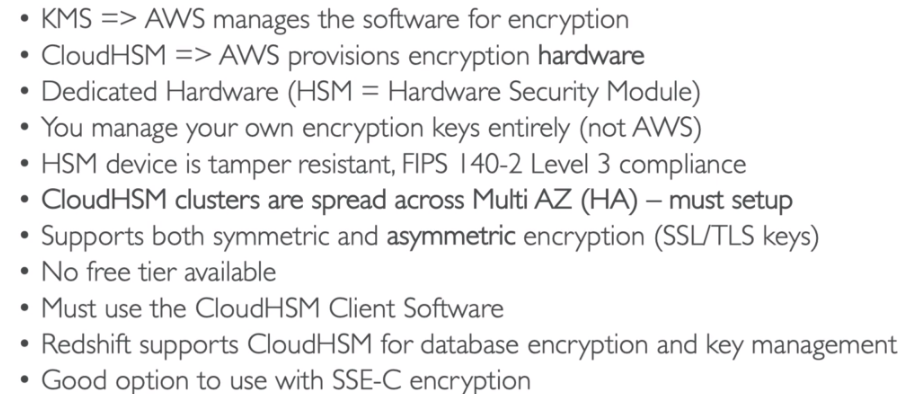 • KMS => AWS manages the software for encryption
• CloudHSM => AWS provisions encryption hardware
• Dedicated Hardware (HSM = Hardware Security Module)
• You manage your own encryption keys entirely (not AWS)
• HSM device is tamper resistant, FIPS 140-2 Level 3 compliance
• CloudHSM clusters are spread across Multi AZ (HA) – must setup
• Supports both symmetric and asymmetric encryption (SSL/TLS keys)
• No free tier available
• Must use the CloudHSM Client Software
• Redshift supports CloudHSM for database encryption and key management
• Good option to use with SSE-C encryption